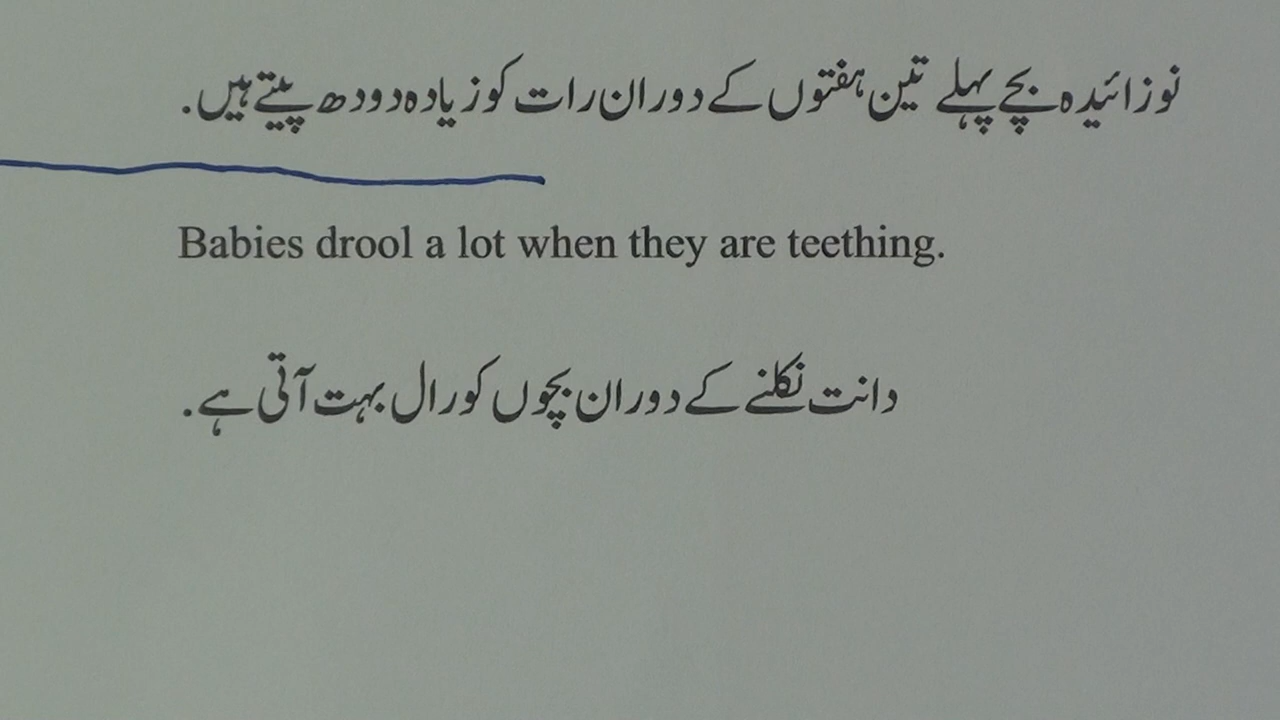 نوزائیدہ بچے پہلے تین ہفتوں کے دوران رات کو زیادہ دودھ پیتے ہیں.
Babies drool a lot when they are teething.
دانت نکلنے کے دوران بچوں کو رال بہت آتی ہے.